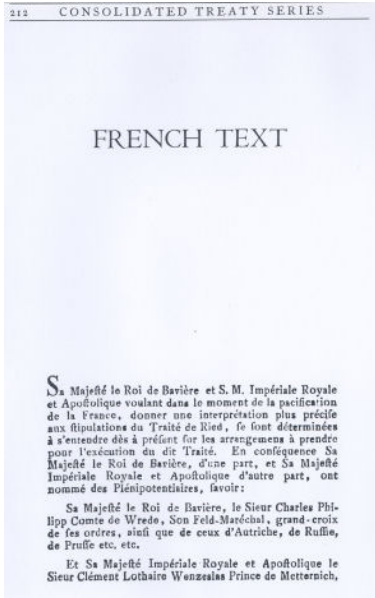 212 CONSOLIDATED TREATY SERIES
FRENCH TEXT
Sa Majeſté le Roi de Bavière et S. M. Impériale Royale
et Apoſtolique voulant dans le moment de la pacification
de la France, donner une interprétation plus préciſe
aux ſtipulations du Traité de Ried, ſe ſont déterminées
à s'entendre dès à préſent ſur les arrangemens à prendre
pour l'exécution du dit Traité. En conſéquence Sa
Majeſté le Roi de Bavière, d'une part, et Sa Majeſté
Impériale Royale et Apoſtolique d'autre part, ont
nommé des Plénipotentiaires, ſavoir:
Sa Majeſté le Roi de Bavière, le Sieur Charles Phi-
lipp Comte de Wrede, Son Feld-Maréchal, grand-croix
de ſes ordres, ainſi que de ceux d'Autriche, de Ruſſie,
de Pruſſe etc. etc.
Et Sa Majeſté Impériale Royale et Apoſtolique le
Sieur Clément Lothaire Wenzeslas Prince de Metternich,